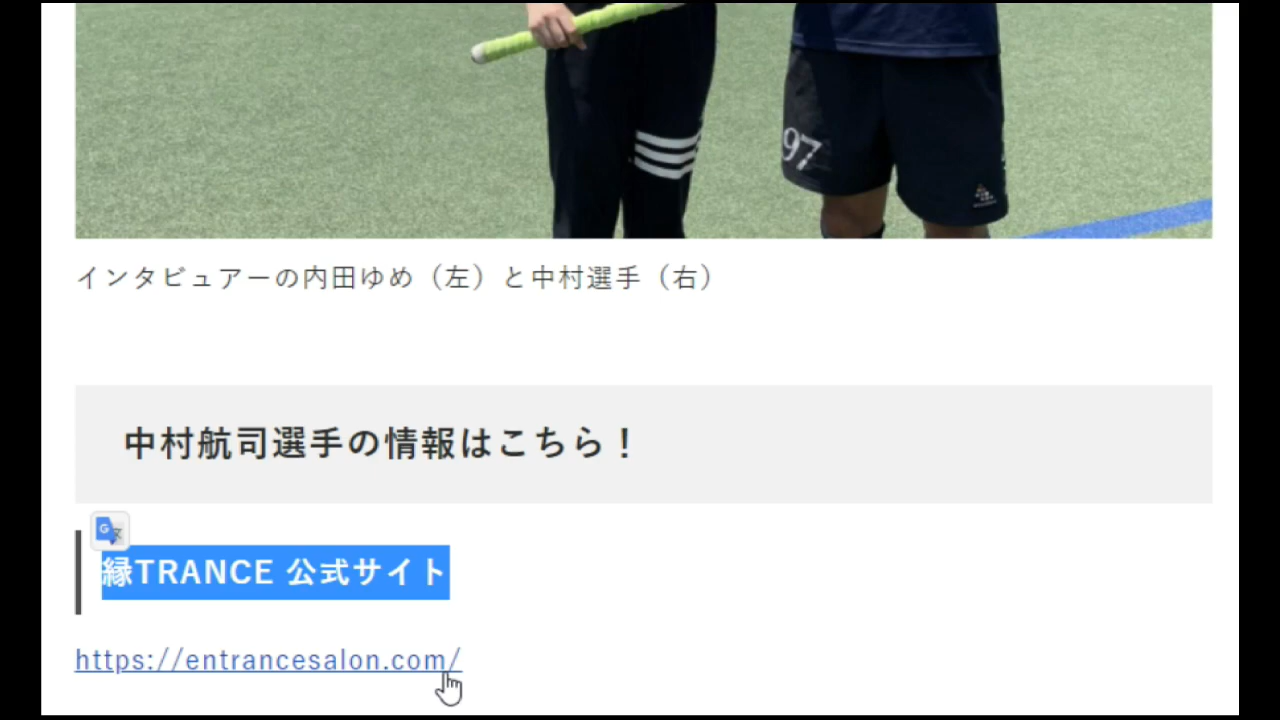 97
インタビュアーの内田ゆめ（左）と中村選手（右）
中村航司選手の情報はこちら！
縁TRANCE 公式サイト
https://entrancesalon.com/